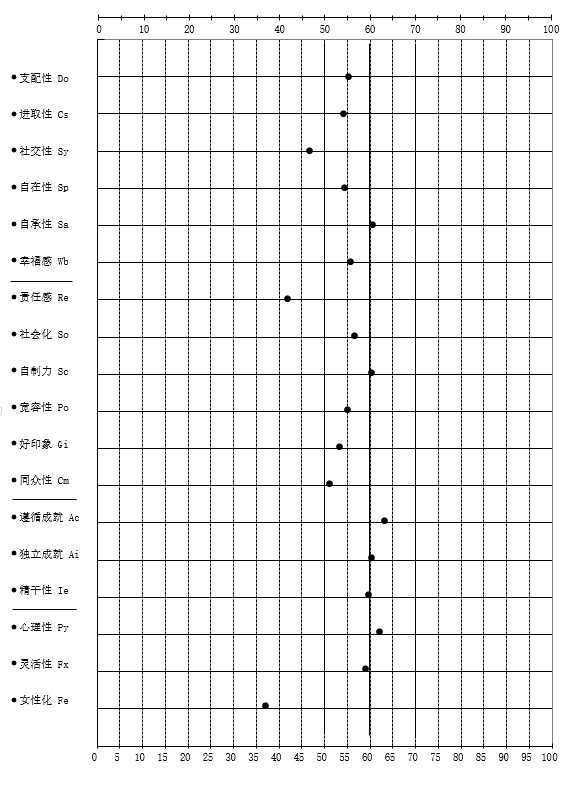 0 10 20 30 40 50 60 70 80 90 100
支配性 Do
进取性 Cs
社交性 Sy
自在性 Sp
自承性 Sa
幸福感 Wb
责任感 Re
社会化 So
自制力 Sc
宽容性 Po
好印象 Gi
同众性 Cm
遵循成就 Ac
独立成就 Ai
精干性 Ie
心理性 Py
灵活性 Fx
女性化 Fe
0 5 10 15 20 25 30 35 40 45 50 55 60 65 70 75 80 85 90 95 100